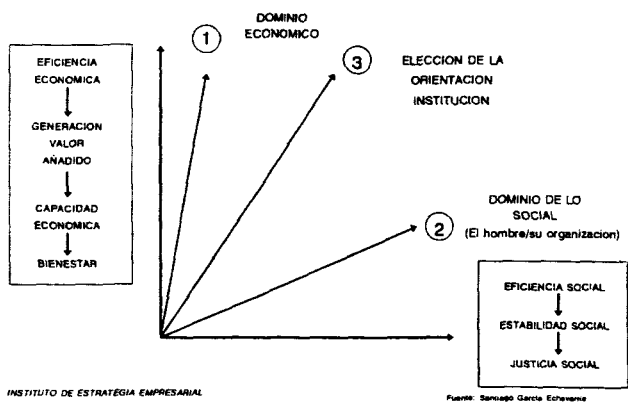 DOMINIO
ECONOMICO
1
3
EFICIENCIA
ECONOMICA
GENERACION
VALOR
AÑADIDO
CAPACIDAD
ECONOMICA
BIENESTAR
ELECCION DE LA
ORIENTACION
INSTITUCION
DOMINIO DE LO
SOCIAL
(El hombre/su organizacion)
2
EFICIENCIA SOCIAL
ESTABILIDAD SOCIAL
JUSTICIA SOCIAL
INSTITUTO DE ESTRATEGIA EMPRESARIAL
Fuente: Santiago García Echevarría